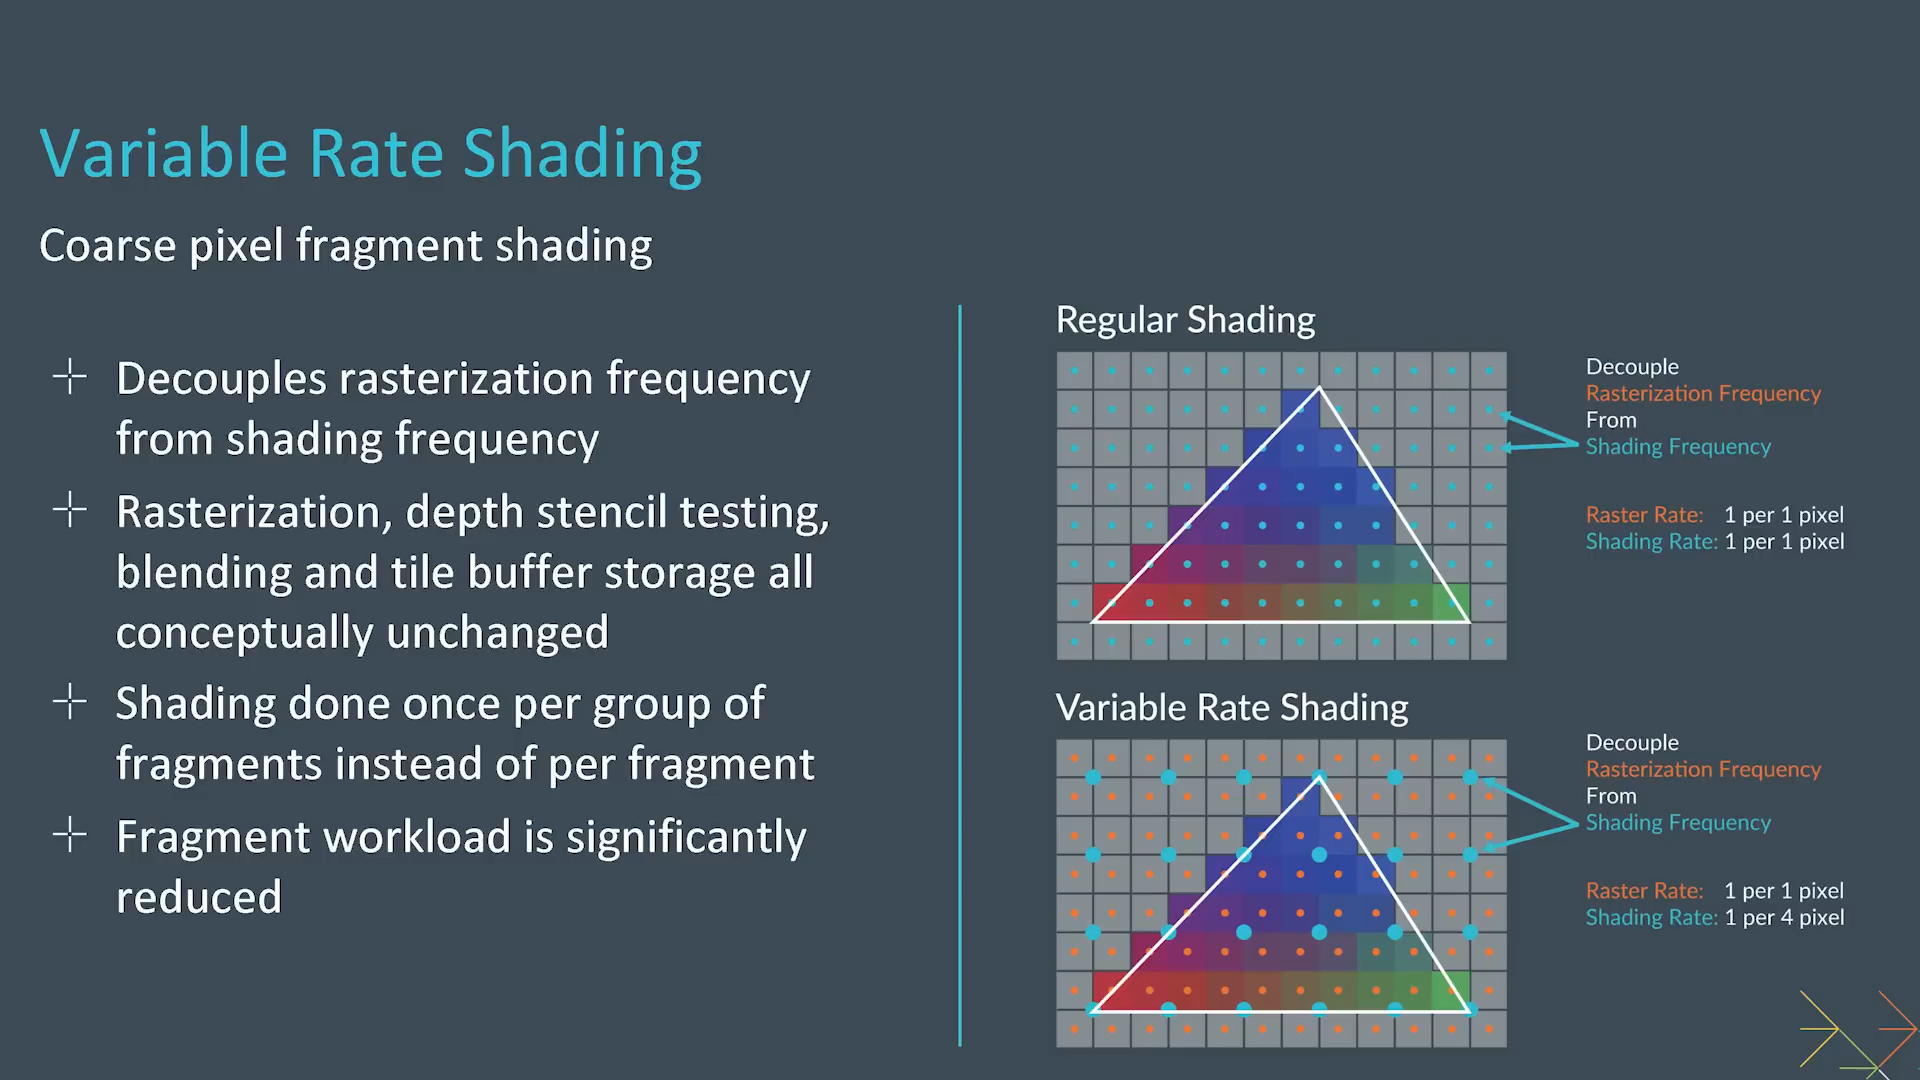 Variable Rate Shading
Coarse pixel fragment shading
Decouples rasterization frequency
from shading frequency
Rasterization, depth stencil testing,
blending and tile buffer storage all
conceptually unchanged
Shading done once per group of
fragments instead of per fragment
Fragment workload is significantly
reduced
Regular Shading
Decouple
Rasterization Frequency
From
Shading Frequency
Raster Rate: 1 per 1 pixel
Shading Rate: 1 per 1 pixel
Variable Rate Shading
Decouple
Rasterization Frequency
From
Shading Frequency
Raster Rate: 1 per 1 pixel
Shading Rate: 1 per 4 pixel